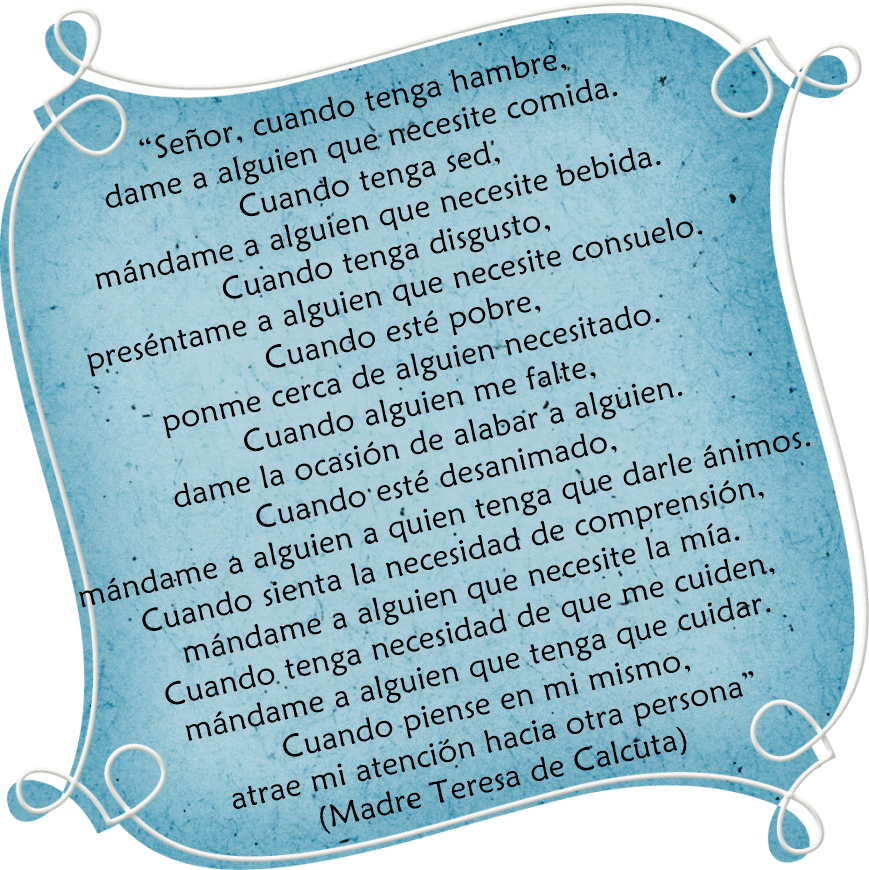 “Señor, cuando tenga hambre,
dame a alguien que necesite comida.
Cuando tenga sed,
mándame a alguien que necesite bebida.
Cuando tenga disgusto,
preséntame a alguien que necesite consuelo.
Cuando esté pobre,
ponme cerca de alguien necesitado.
Cuando alguien me falte,
dame la ocasión de alabar a alguien.
Cuando esté desanimado,
mándame a alguien a quien tenga que darle ánimos.
Cuando sienta la necesidad de comprensión,
mándame a alguien que necesite la mía.
Cuando tenga necesidad de que me cuiden,
mándame a alguien que tenga que cuidar.
Cuando piense en mi mismo,
atrae mi atención hacia otra persona”
(Madre Teresa de Calcuta)